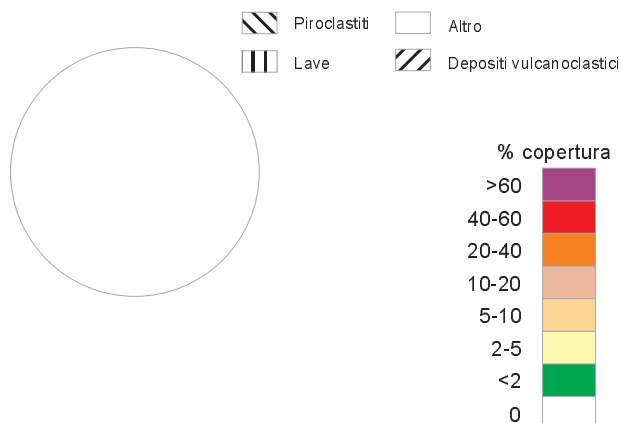 Piroclastiti
Altro
Lave
Depositi vulcanoclastici
% copertura
>60
40-60
20-40
10-20
5-10
2-5
<2
0